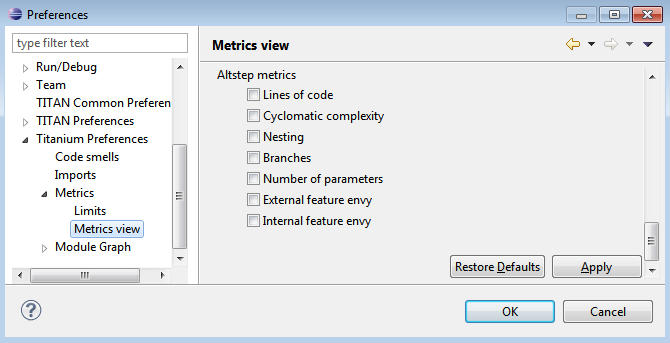 Preferences
type filter text
Run/Debug
Team
TITAN Common Preferen
TITAN Preferences
Titanium Preferences
Code smells
Imports
Metrics
Limits
Metrics view
Module Graph
Metrics view
Altstep metrics
Lines of code
Cyclomatic complexity
Nesting
Branches
Number of parameters
External feature envy
Internal feature envy
Restore Defaults
Apply
?
OK
Cancel